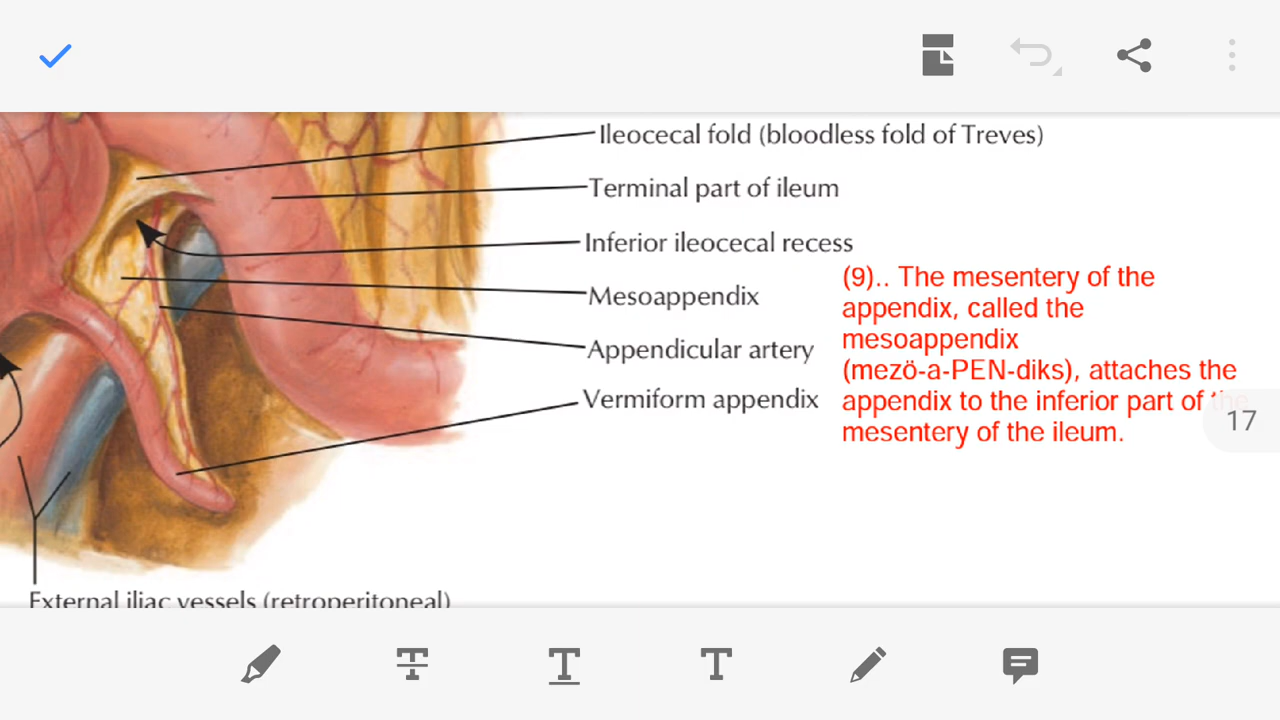 Ileocecal fold (bloodless fold of Treves)
Terminal part of ileum
Inferior ileocecal recess
Mesoappendix
Appendicular artery
Vermiform appendix
(9).. The mesentery of the
appendix, called the
mesoappendix
(mezö-a-PEN-diks), attaches the
appendix to the inferior part of the
mesentery of the ileum.
17
External iliac vessels (retroperitoneal)